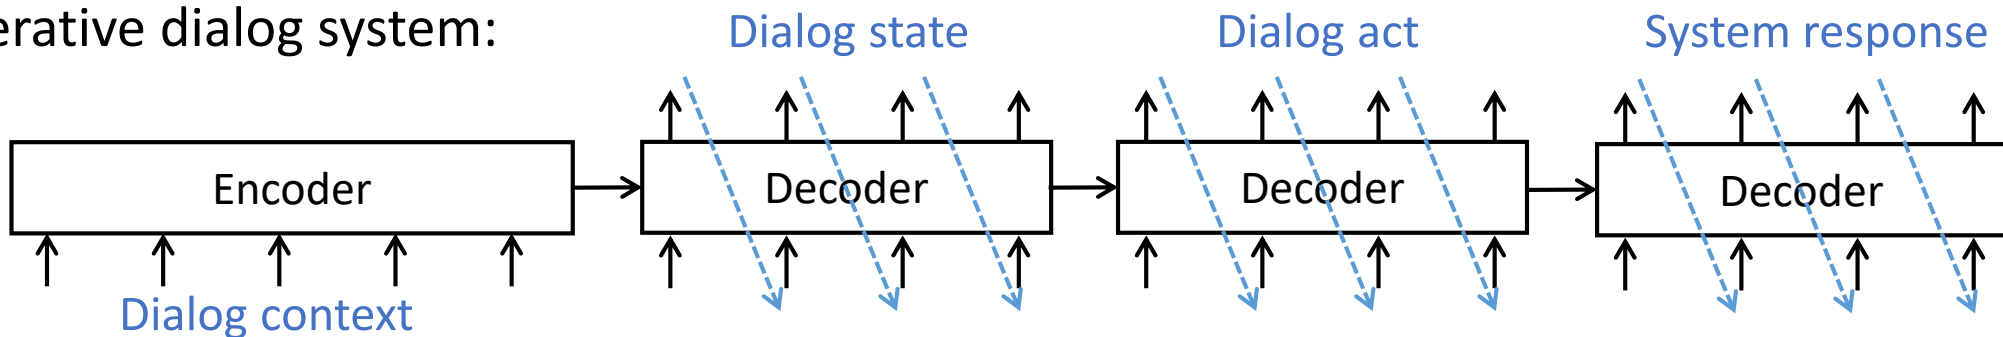 erative dialog system:
Dialog state
Dialog act
System response
Encoder
Decoder
Decoder
Decoder
Dialog context